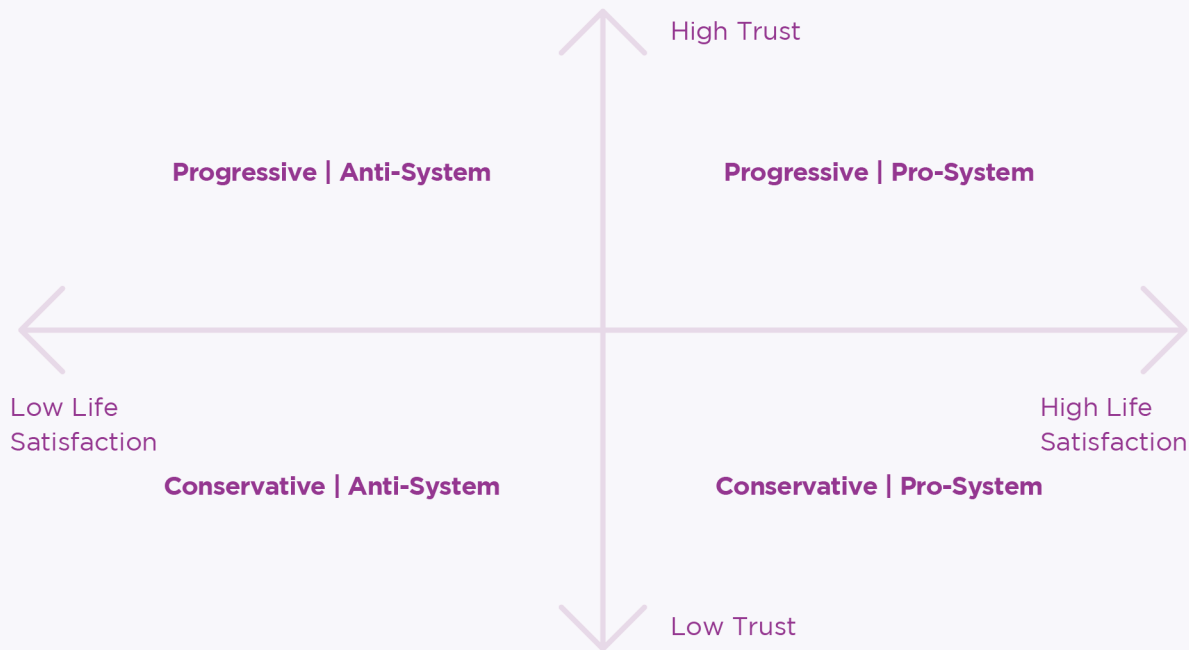 High Trust
Progressive | Anti-System
Progressive | Pro-System
Low Life
Satisfaction
High Life
Satisfaction
Conservative | Anti-System
Conservative | Pro-System
Low Trust